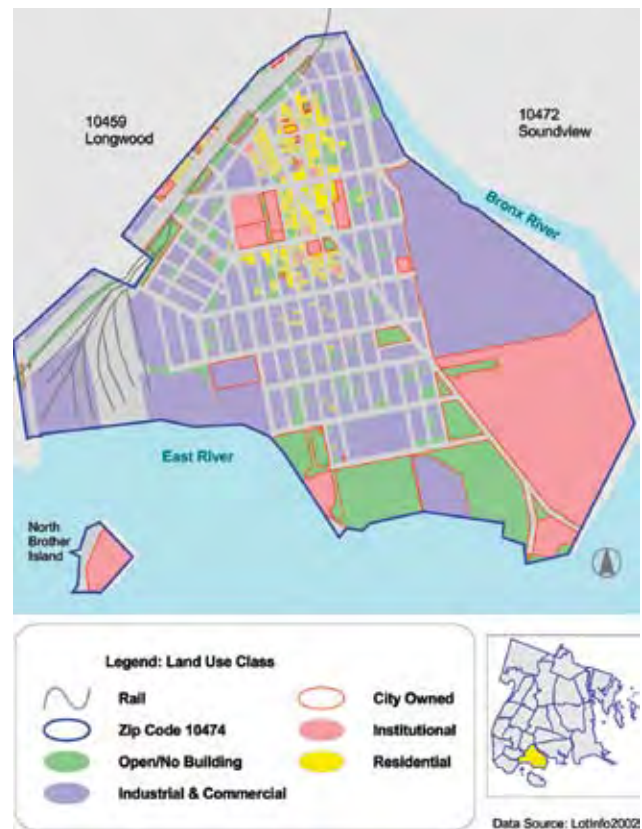 10459
Longwood
10472
Soundview
Bronx River
East River
North
Brother
Island
Legend: Land Use Class
Rail
Zip Code 10474
Open/No Building
Industrial & Commercial
City Owned
Institutional
Residential
Data Source: LotInfo2002